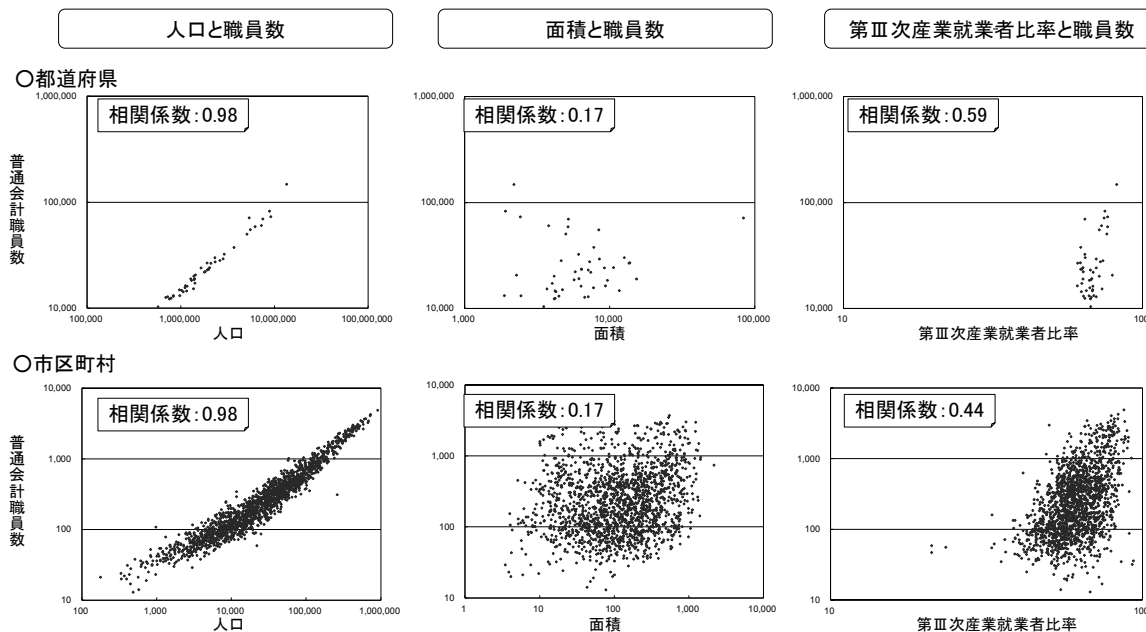 人口と職員数
面積と職員数
第Ⅲ次産業就業者比率と職員数
○都道府県
普通会計職員数
1,000,000
100,000
10,000
相関係数:0.98
100,000
1,000,000
10,000,000
100,000,000
人口
1,000,000
100,000
10,000
相関係数:0.17
1,000
10,000
100,000
面積
1,000,000
100,000
10,000
相関係数:0.59
10
100
第Ⅲ次産業就業者比率
○市区町村
普通会計職員数
10,000
1,000
100
10
相関係数:0.98
100
1,000
10,000
100,000
1,000,000
人口
10,000
1,000
100
10
相関係数:0.17
1
10
100
1,000
10,000
面積
10,000
1,000
100
10
相関係数:0.44
10
100
第Ⅲ次産業就業者比率